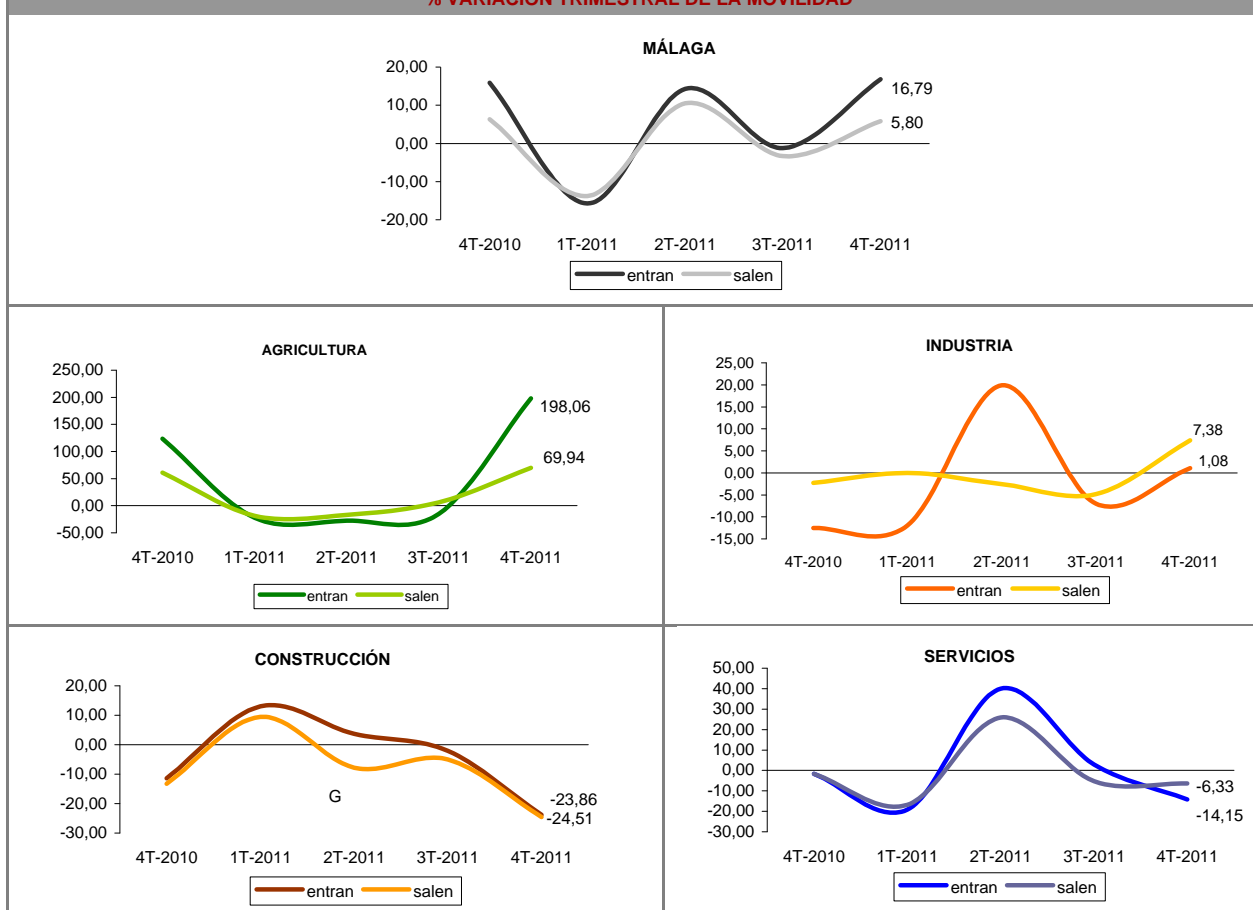 % VARIACIÓN TRIMESTRAL DE LA MOVILIDAD
MÁLAGA
20,00
10,00
0,00
-10,00
-20,00
16,79
5,80
4T-2010 1T-2011 2T-2011 3T-2011 4T-2011
entran salen
AGRICULTURA
250,00
200,00
150,00
100,00
50,00
0,00
-50,00
198,06
69,94
4T-2010 1T-2011 2T-2011 3T-2011 4T-2011
entran salen
INDUSTRIA
25,00
20,00
15,00
10,00
5,00
0,00
-5,00
-10,00
-15,00
7,38
1,08
4T-2010 1T-2011 2T-2011 3T-2011 4T-2011
entran salen
CONSTRUCCIÓN
20,00
10,00
0,00
-10,00
-20,00
-30,00
G
-23,86
-24,51
4T-2010 1T-2011 2T-2011 3T-2011 4T-2011
entran salen
SERVICIOS
50,00
40,00
30,00
20,00
10,00
0,00
-10,00
-20,00
-30,00
-6,33
-14,15
4T-2010 1T-2011 2T-2011 3T-2011 4T-2011
entran salen